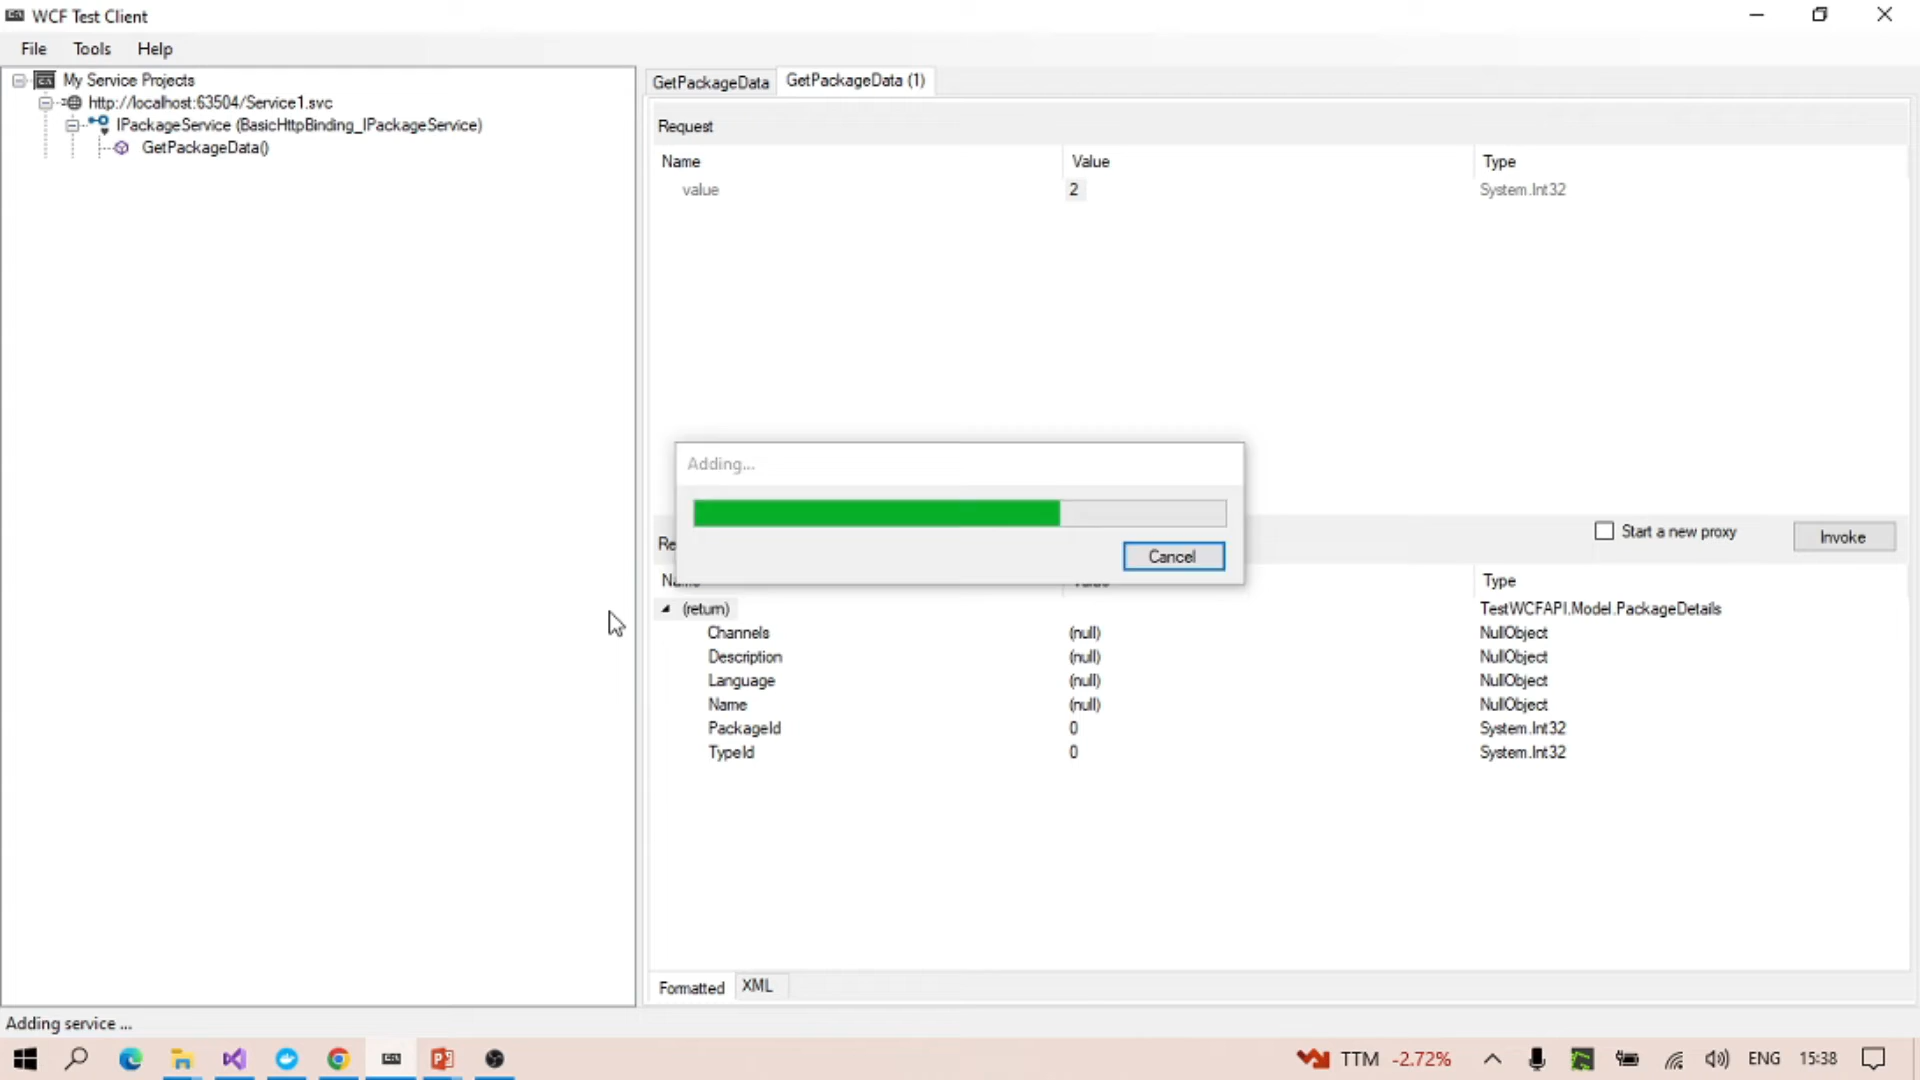 WCF Test Client
File Tools Help
My Service Projects
http://localhost:63504/Service1.svc
IPackageService (BasicHttpBinding_IPackageService)
GetPackageData()
GetPackageData GetPackageData (1)
Request
Name Value Type
value 2 System.Int32
Adding...
Cancel
Start a new proxy Invoke
Type
(return) TestWCFAPI.Model.PackageDetails
Channels (null) NullObject
Description (null) NullObject
Language (null) NullObject
Name (null) NullObject
PackageId 0 System.Int32
TypeId 0 System.Int32
Formatted XML
Adding service ...
TTM -2.72% ENG 15:38